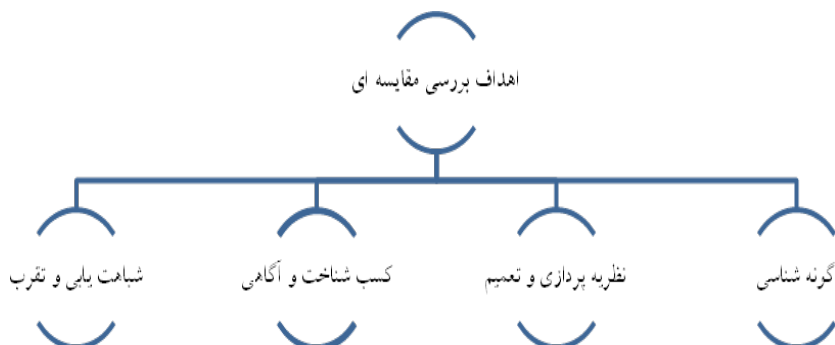 اهداف بررسی مقایسه ای
گونه شناسی
نظریه پردازی و تعمیم
کسب شناخت و آگاهی
شباهت یابی و تقرب